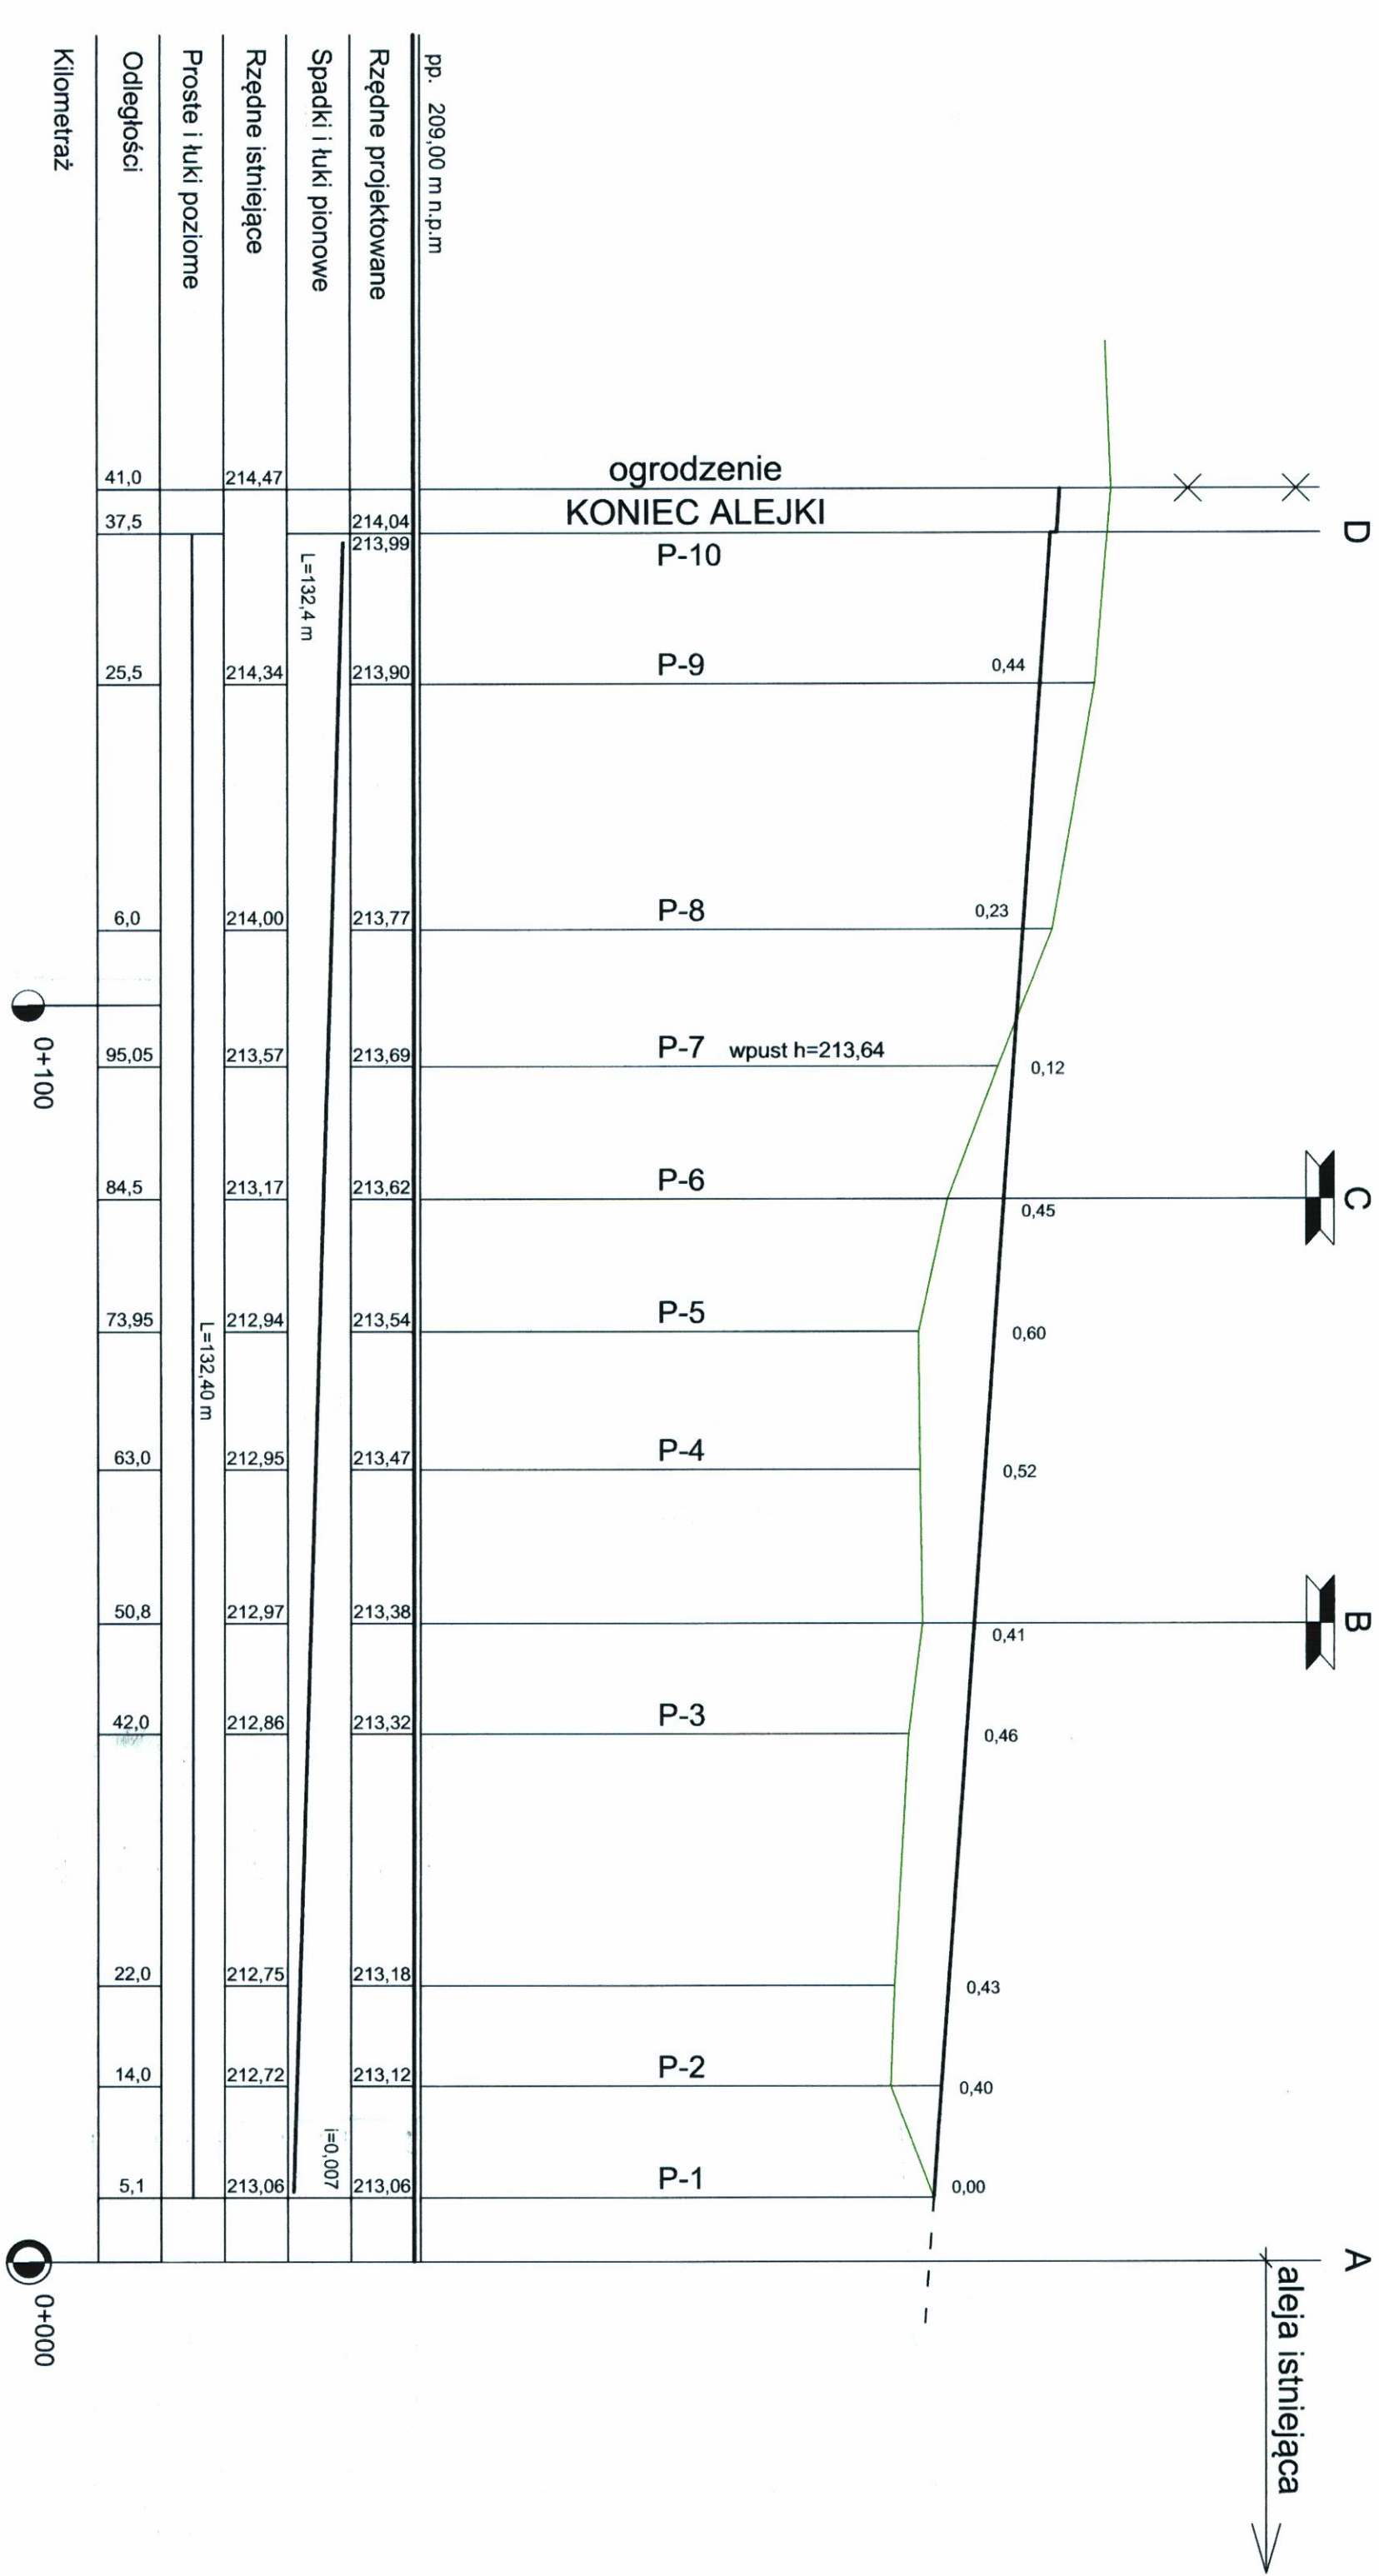 A
aleja istniejąca
B
C
D
0,00
0,40
0,43
0,46
0,41
0,52
0,60
0,45
0,12
0,23
0,44
P-1
P-2
P-3
P-4
P-5
P-6
P-7 wpust h=213,64
P-8
P-9
P-10
KONIEC ALEJKI
ogrodzenie
pp. 209,00 m n.p.m
Rzędne projektowane
214,04
213,99
213,90
213,77
213,69
213,62
213,54
213,47
213,38
213,32
213,18
213,12
213,06
Spadki i łuki pionowe
L=132,4 m
i=0,007
Rzędne istniejące
214,47
214,34
214,00
213,57
213,17
212,94
212,95
212,97
212,86
212,75
212,72
213,06
Proste i łuki poziome
L=132,40 m
Odległości
41,0
37,5
25,5
6,0
95,05
84,5
73,95
63,0
50,8
42,0
22,0
14,0
5,1
Kilometraż
0+100
0+000